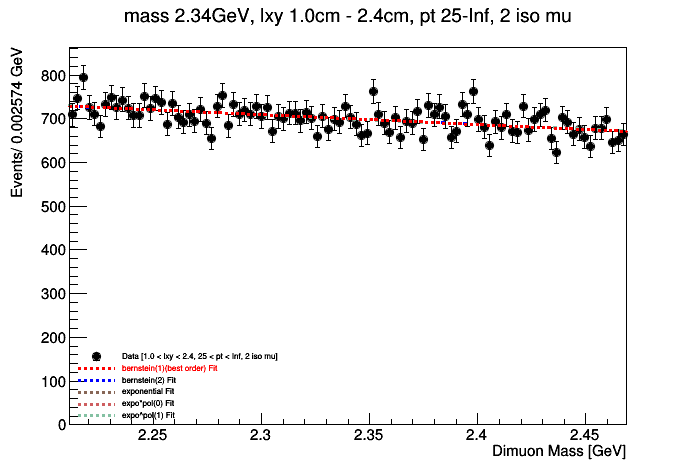 mass 2.34GeV, lxy 1.0cm - 2.4cm, pt 25-Inf, 2 iso mu
Events/ 0.002574 GeV
800
700
600
500
400
300
200
100
0
Data [1.0 < lxy < 2.4, 25 < pt < Inf, 2 iso mu]
bernstein(1)(best order) Fit
bernstein(2) Fit
exponential Fit
expo*pol(0) Fit
expo^pol(1) Fit
2.25
2.3
2.35
2.4
2.45
Dimuon Mass [GeV]